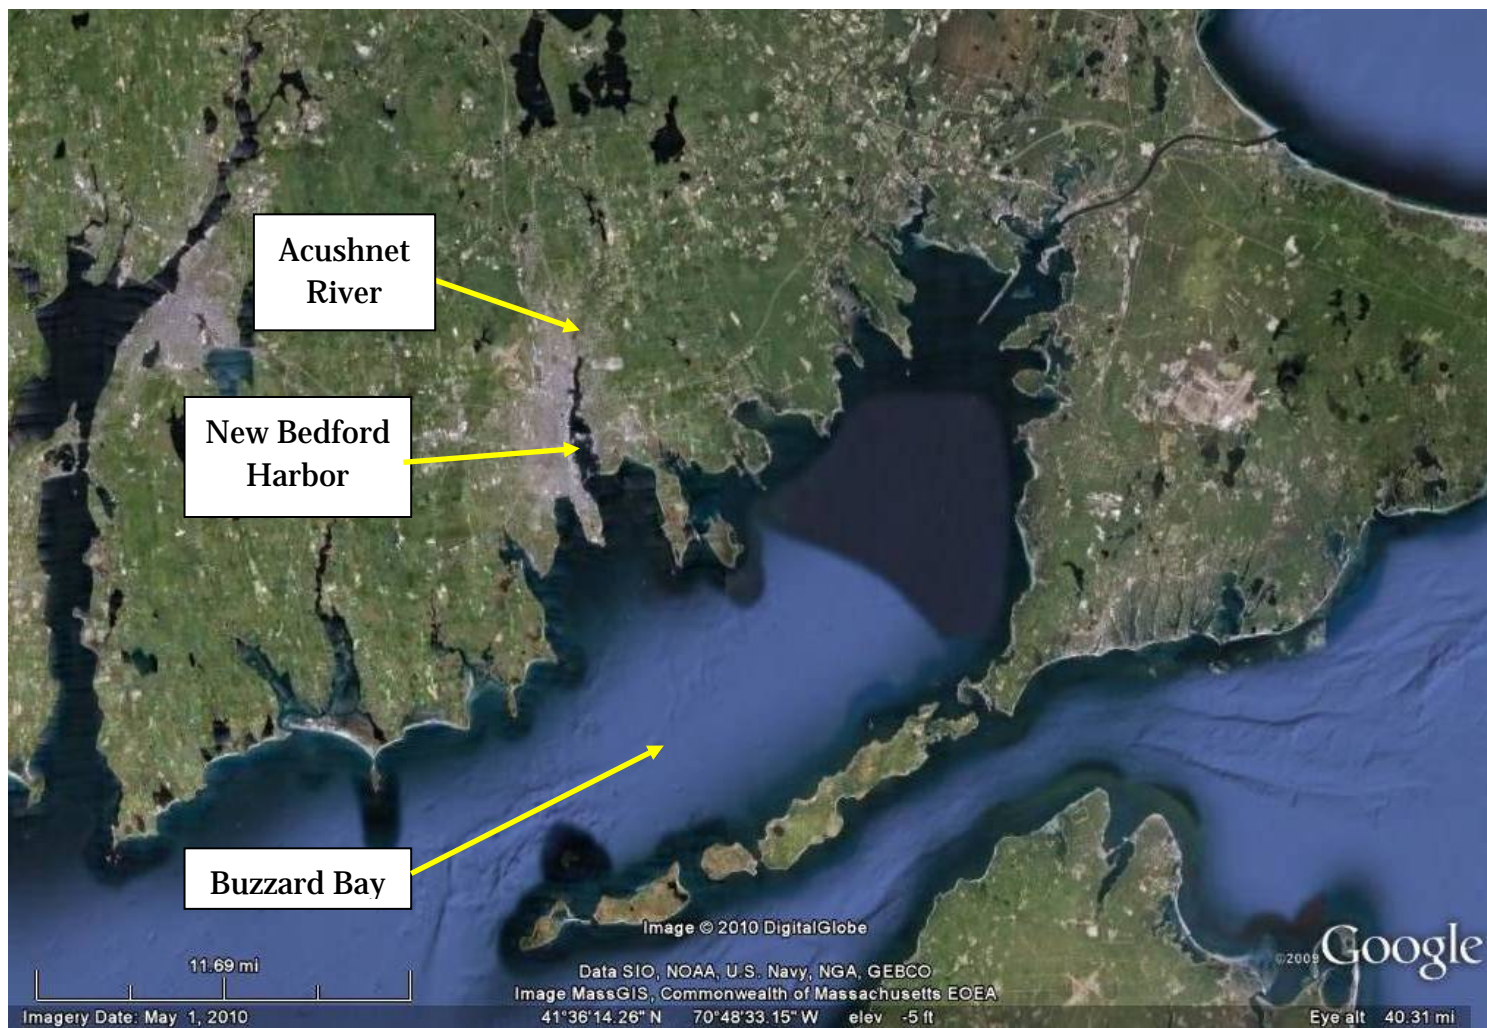 Acushnet
River
New Bedford
Harbor
Buzzard Bay
Image © 2010 DigitalGlobe
©2009 Google
11.69 mi
Data SIO, NOAA, U.S. Navy, NGA, GEBCO
Image MassGIS, Commonwealth of Massachusetts EOEA
Imagery Date: May 1, 2010 41°36'14.26" N 70°48'33.15" W elev -5 ft Eye alt 40.31 mi